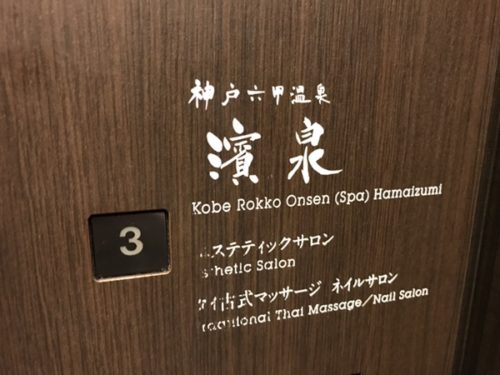 神戸六甲温泉
濱泉
Kobe Rokko Onsen (Spa) Hamaizumi
3
ステティックサロン
thetic Salon
古式マッサージ ネイルサロン
raditional Thai Massage/Nail Salon